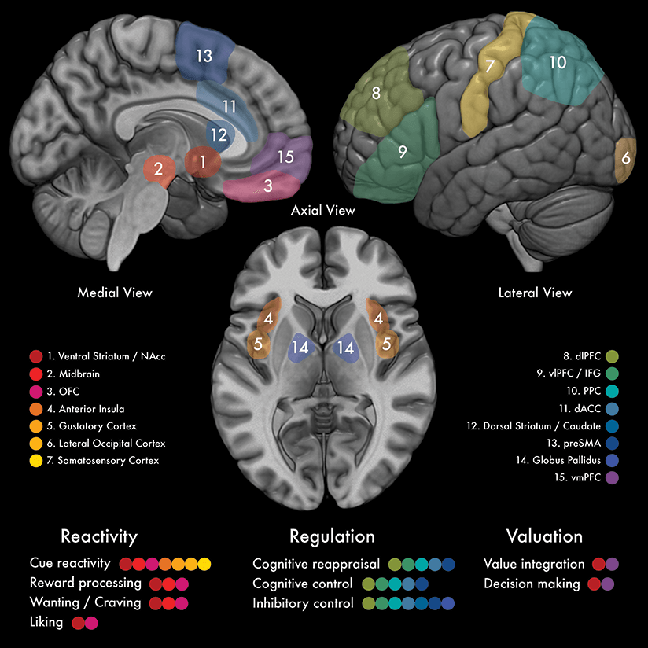 13
11
12
1
2
15
3
8
9
7
10
6
Axial View
Medial View
Lateral View
4
4
5
5
14
14
1. Ventral Striatum / NAcc
2. Midbrain
3. OFC
4. Anterior Insula
5. Gustatory Cortex
6. Lateral Occipital Cortex
7. Somatosensory Cortex
8. dlPFC
9. vlPFC / IFG
10. PPC
11. dACC
12. Dorsal Striatum / Caudate
13. preSMA
14. Globus Pallidus
15. vmPFC
Reactivity
Cue reactivity
Reward processing
Wanting / Craving
Liking
Regulation
Cognitive reappraisal
Cognitive control
Inhibitory control
Valuation
Value integration
Decision making